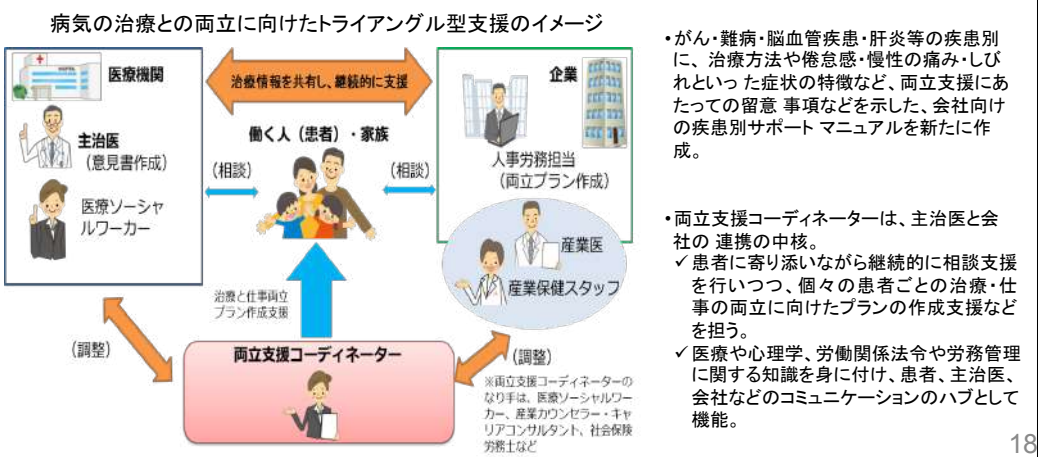 病気の治療との両立に向けたトライアングル型支援のイメージ
医療機関
主治医
(意見書作成)
医療ソーシャ
ルワーカー
治療情報を共有し、継続的に支援
働く人(患者)・家族
(相談)
(相談)
企業
人事労務担当
(両立プラン作成)
産業医
産業保健スタッフ
治療と仕事両立
プラン作成支援
(調整)
両立支援コーディネーター
(調整)
※両立支援コーディネーターの
なり手は、医療ソーシャルワー
カー、産業カウンセラー・キャ
リアコンサルタント、社会保険
労務士など
・がん・難病・脳血管疾患・肝炎等の疾患別
に、 治療方法や倦怠感・慢性の痛み・しび
れといっ た症状の特徴など、両立支援にあ
たっての留意 事項などを示した、会社向け
の疾患別サポート マニュアルを新たに作
成。
・両立支援コーディネーターは、主治医と会
社の 連携の中核。
✓ 患者に寄り添いながら継続的に相談支援
を行いつつ、個々の患者ごとの治療・仕
事の両立に向けたプランの作成支援など
を担う。
✓ 医療や心理学、労働関係法令や労務管理
に関する知識を身に付け、患者、主治医、
会社などのコミュニケーションのハブとして
機能。
18